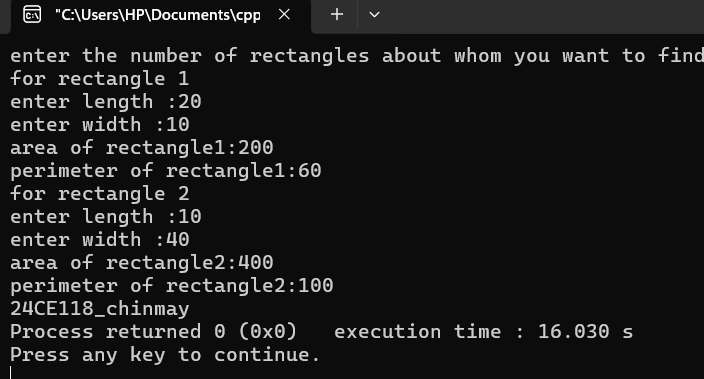 "C:\Users\HP\Documents\cpp
enter the number of rectangles about whom you want to find
for rectangle 1
enter length :20
enter width :10
area of rectangle1:200
perimeter of rectangle1:60
for rectangle 2
enter length :10
enter width :40
area of rectangle2:400
perimeter of rectangle2:100
24CE118_chinmay
Process returned 0 (0x0)   execution time : 16.030 s
Press any key to continue.